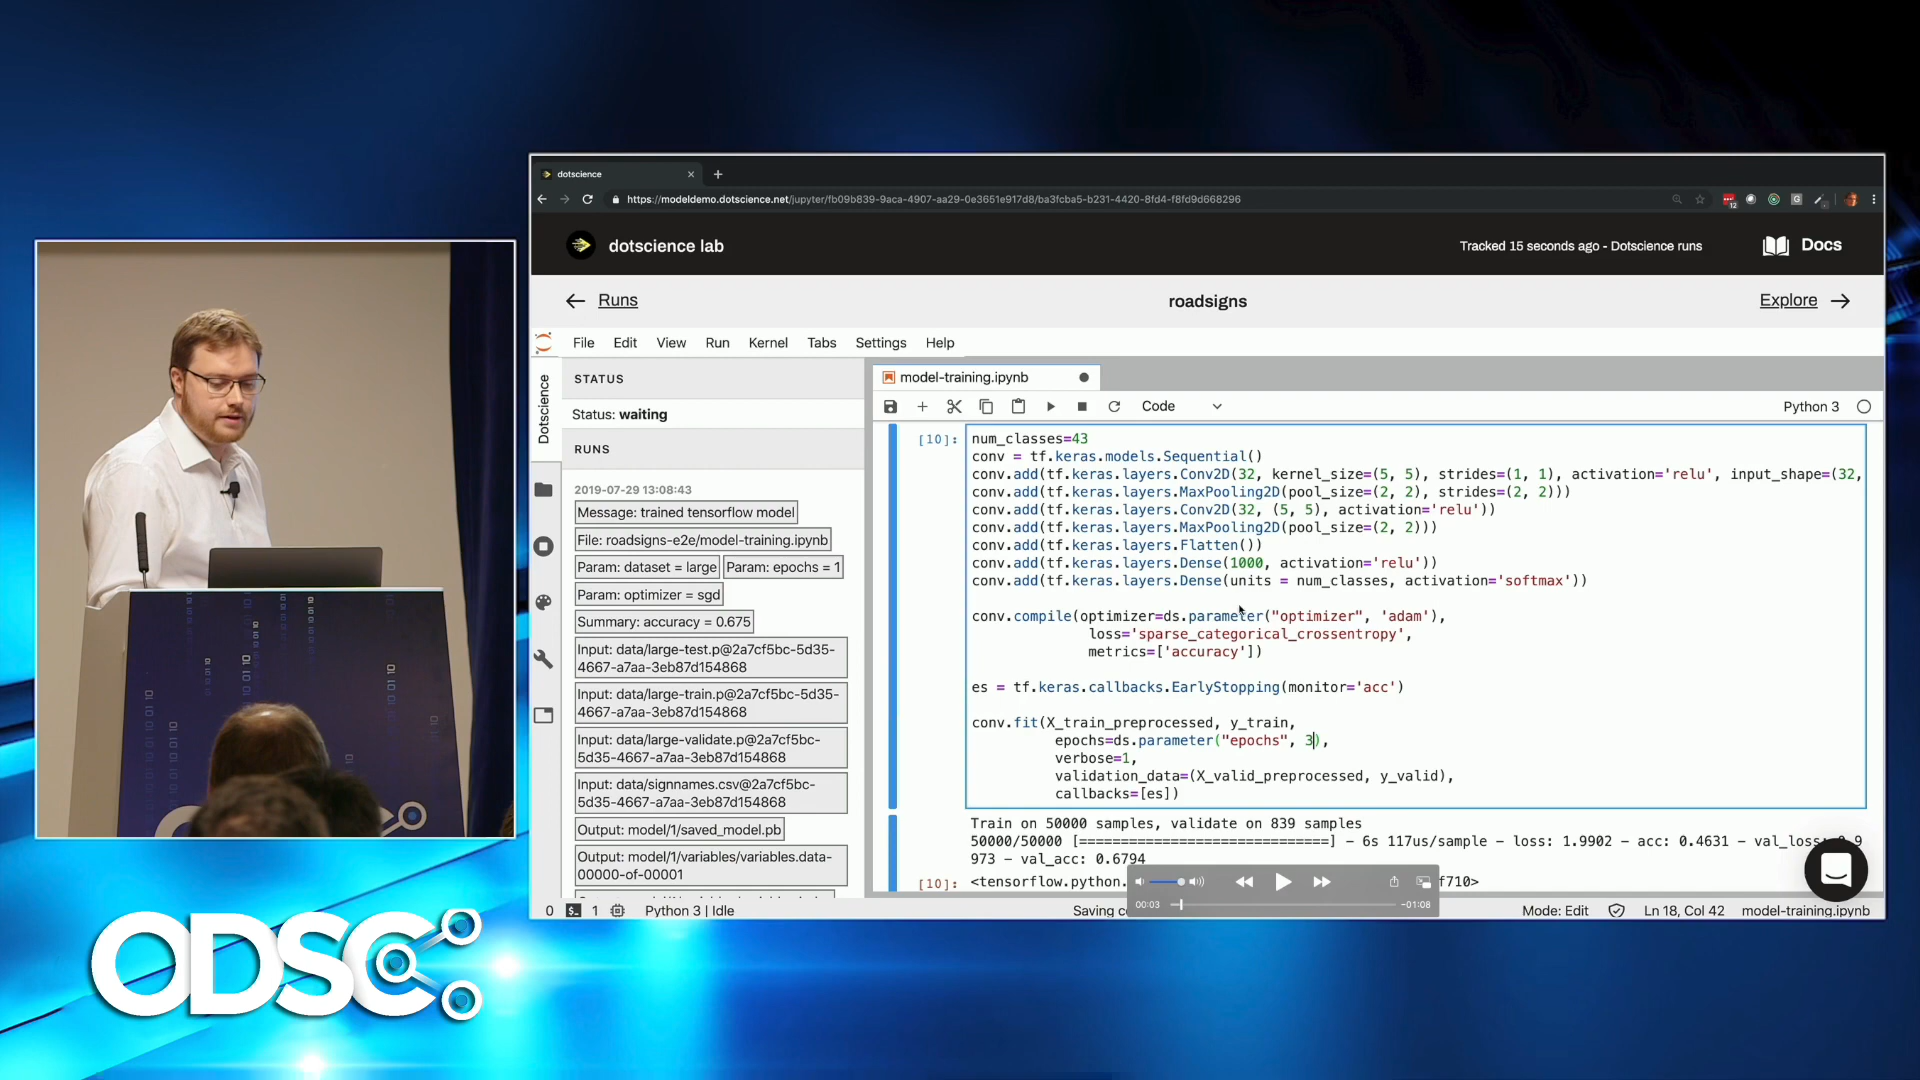 dotscience
https://modeldemo.dotscience.net/jupyter/fb09b839-9aca-4907-aa29-0e3651e917d8/ba3fcba5-b231-4420-8fd4-f8fd9d668296
12
dotscience lab
Tracked 15 seconds ago - Dotscience runs
Docs
Runs
roadsigns
Explore
File Edit View Run Kernel Tabs Settings Help
Dotscience
STATUS
Status: waiting
RUNS
2019-07-29 13:08:43
Message: trained tensorflow model
File: roadsigns-e2e/model-training.ipynb
Param: dataset = large Param: epochs = 1
Param: optimizer = sgd
Summary: accuracy = 0.675
Input: data/large-test.p@2a7cf5bc-5d35-
4667-a7aa-3eb87d154868
Input: data/large-train.p@2a7cf5bc-5d35-
4667-a7aa-3eb87d154868
Input: data/large-validate.p@2a7cf5bc-
5d35-4667-a7aa-3eb87d154868
Input: data/signnames.csv@2a7cf5bc-
5d35-4667-a7aa-3eb87d154868
Output: model/1/saved_model.pb
Output: model/1/variables/variables.data-
00000-of-00001
model-training.ipynb
Code
Python 3
[10]:
num_classes=43
conv = tf.keras.models.Sequential()
conv.add(tf.keras.layers.Conv2D(32, kernel_size=(5, 5), strides=(1, 1), activation='relu', input_shape=(32,
conv.add(tf.keras.layers.MaxPooling2D(pool_size=(2, 2), strides=(2, 2)))
conv.add(tf.keras.layers.Conv2D(32, (5, 5), activation='relu'))
conv.add(tf.keras.layers.MaxPooling2D(pool_size=(2, 2)))
conv.add(tf.keras.layers.Flatten())
conv.add(tf.keras.layers.Dense(1000, activation='relu'))
conv.add(tf.keras.layers.Dense(units = num_classes, activation='softmax'))
conv.compile(optimizer=ds.parameter("optimizer", 'adam'),
loss='sparse_categorical_crossentropy',
metrics=['accuracy'])
es = tf.keras.callbacks.EarlyStopping(monitor='acc')
conv.fit(X_train_preprocessed, y_train,
epochs=ds.parameter("epochs", 3),
verbose=1,
validation_data=(X_valid_preprocessed, y_valid),
callbacks=[es])
Train on 50000 samples, validate on 839 samples
50000/50000 [==============================] - 6s 117us/sample - loss: 1.9902 - acc: 0.4631 - val_loss: 0.9
973 - val_acc: 0.6794
[10]: <tensorflow.python. f710>
00:03 -01:08
0 1 Python 3 | Idle
Saving
Mode: Edit Ln 18, Col 42 model-training.ipynb
ODSC